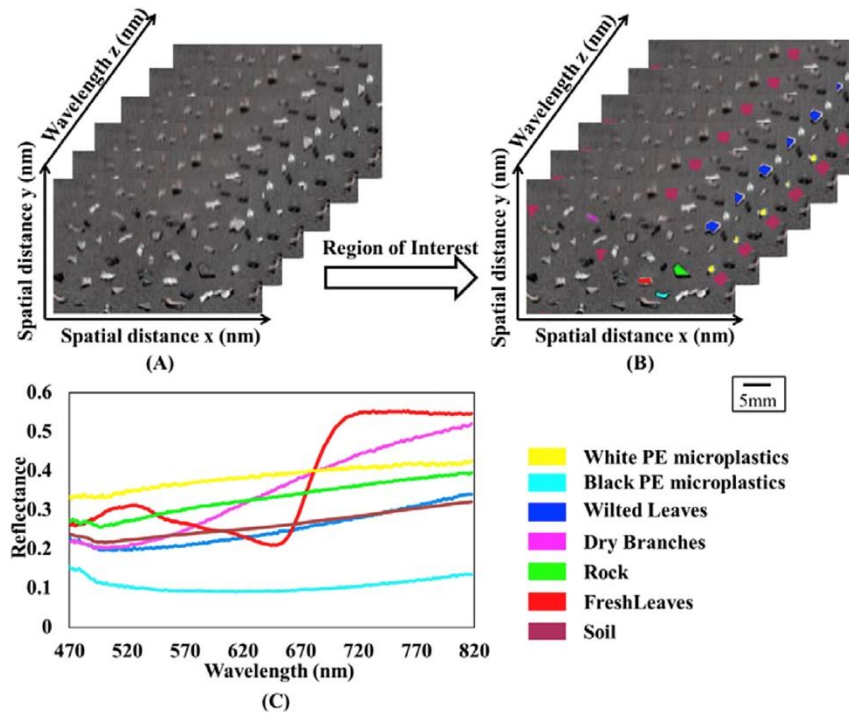 Wavelength z (nm)
Spatial distance y (nm)
Spatial distance x (nm)
(A)
Region of Interest
Wavelength z (nm)
Spatial distance y (nm)
Spatial distance x (nm)
(B)
5mm
0.6
0.5
0.4
0.3
0.2
0.1
0
Reflectance
470 520 570 620 670 720 770 820
Wavelength (nm)
(C)
White PE microplastics
Black PE microplastics
Wilted Leaves
Dry Branches
Rock
FreshLeaves
Soil